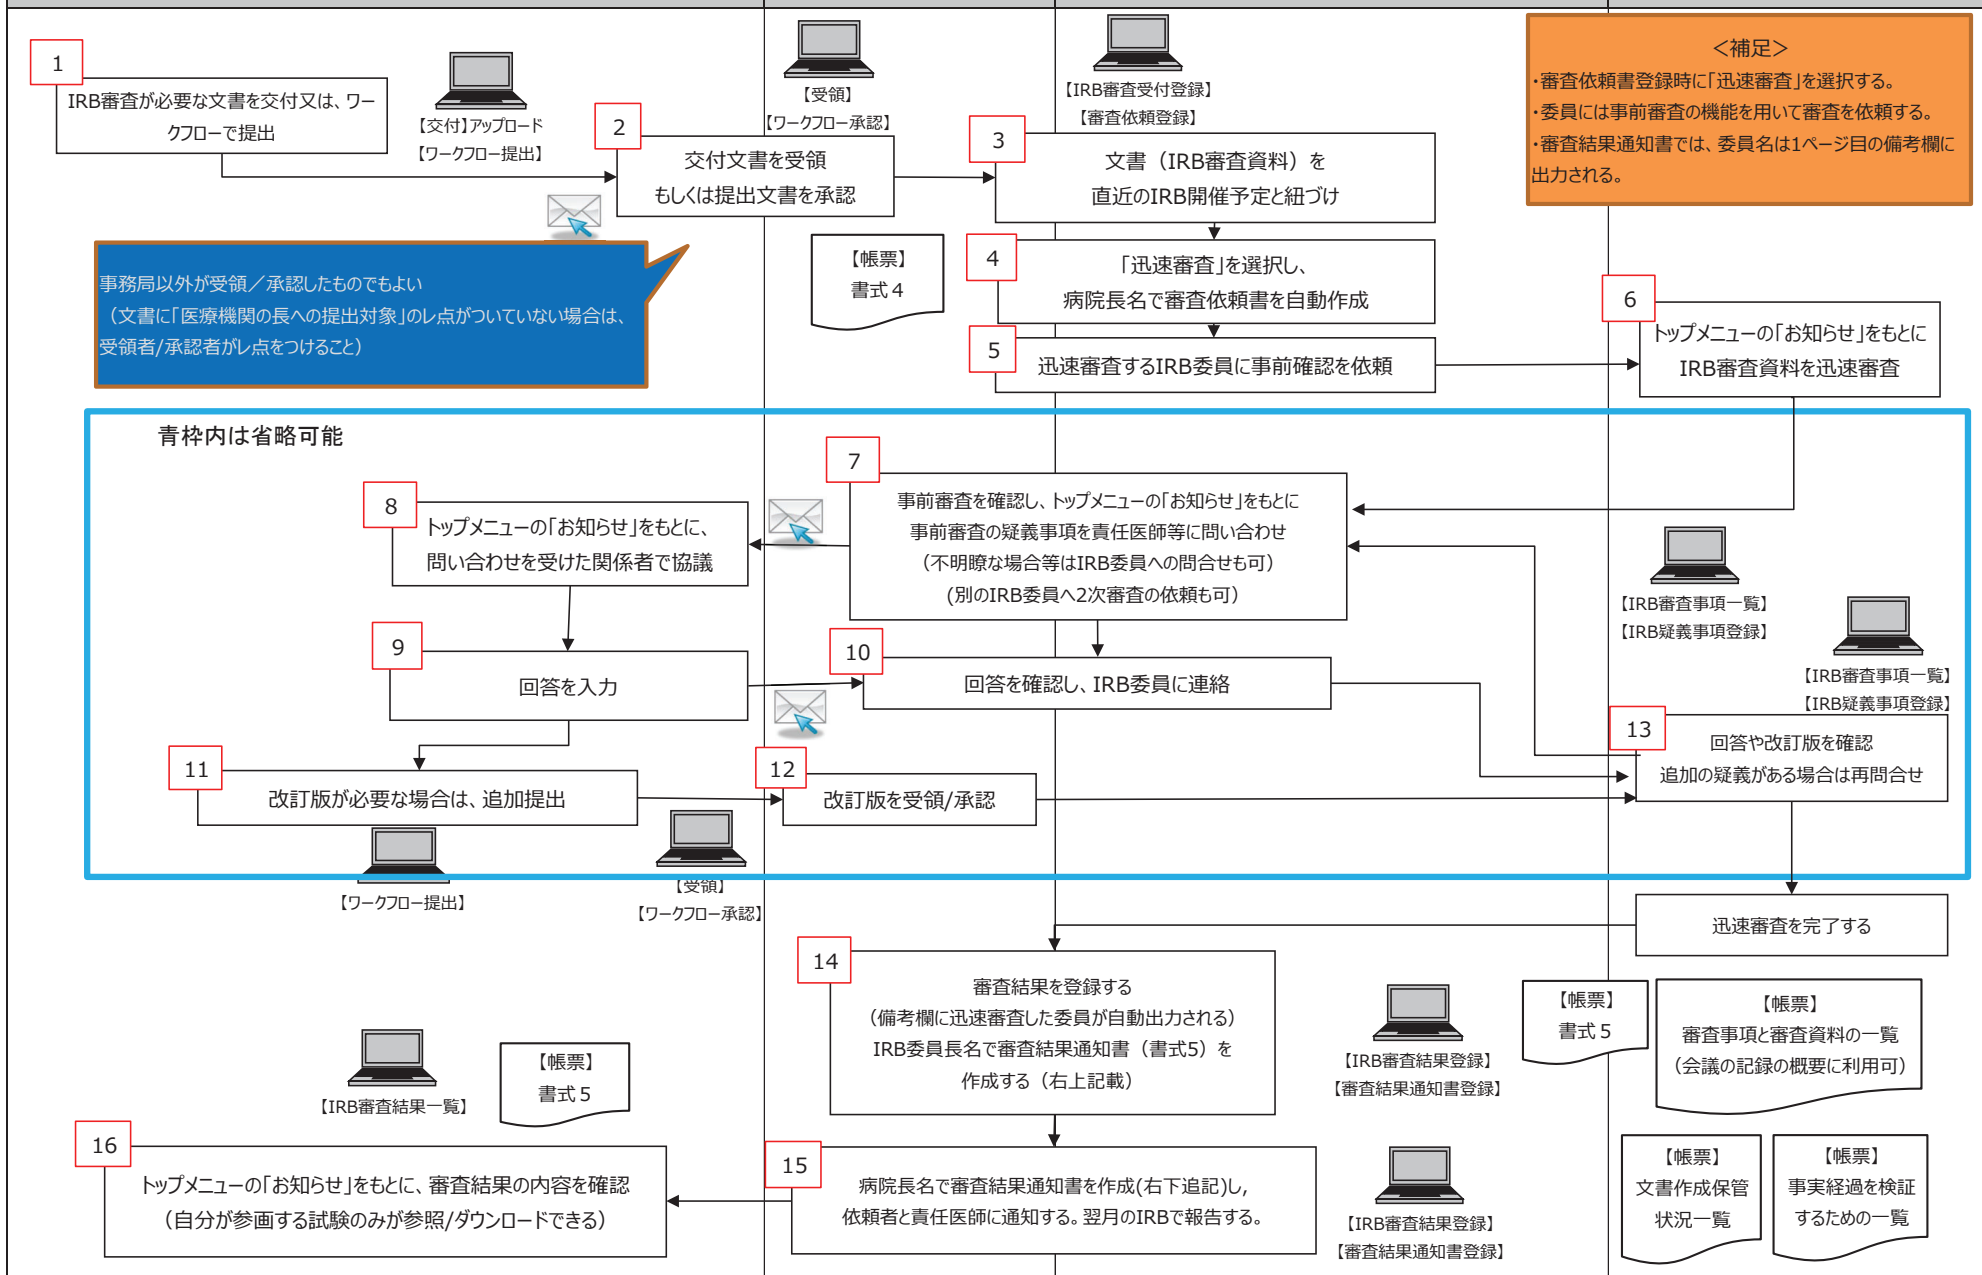 1
IRB審査が必要な文書を交付又は、ワー
クフローで提出
【交付】アップロード
【ワークフロー提出】
【受領】
【ワークフロー承認】
2
交付文書を受領
もしくは提出文書を承認
【IRB審査受付登録】
【審査依頼登録】
3
文書（IRB審査資料）を
直近のIRB開催予定と紐づけ
＜補足＞
・審査依頼書登録時に「迅速審査」を選択する。
・委員には事前審査の機能を用いて審査を依頼する。
・審査結果通知書では、委員名は1ページ目の備考欄に
出力される。
事務局以外が受領／承認したものでもよい
（文書に「医療機関の長への提出対象」のレ点がついていない場合は、
受領者/承認者がレ点をつけること）
【帳票】
書式４
4
「迅速審査」を選択し、
病院長名で審査依頼書を自動作成
5
迅速審査するIRB委員に事前確認を依頼
6
トップメニューの「お知らせ」をもとに
IRB審査資料を迅速審査
青枠内は省略可能
7
事前審査を確認し、トップメニューの「お知らせ」をもとに
事前審査の疑義事項を責任医師等に問い合わせ
（不明瞭な場合等はIRB委員への問合せも可）
(別のIRB委員へ2次審査の依頼も可）
8
トップメニューの「お知らせ」をもとに、
問い合わせを受けた関係者で協議
【IRB審査事項一覧】
【IRB疑義事項登録】
9
回答を入力
10
回答を確認し、IRB委員に連絡
【IRB審査事項一覧】
【IRB疑義事項登録】
11
改訂版が必要な場合は、追加提出
12
改訂版を受領/承認
13
回答や改訂版を確認
追加の疑義がある場合は再問合せ
【ワークフロー提出】
【受領】
【ワークフロー承認】
迅速審査を完了する
14
審査結果を登録する
（備考欄に迅速審査した委員が自動出力される）
IRB委員長名で審査結果通知書（書式5）を
作成する（右上記載）
【IRB審査結果登録】
【審査結果通知書登録】
【帳票】
書式５
【帳票】
審査事項と審査資料の一覧
（会議の記録の概要に利用可）
【IRB審査結果一覧】
【帳票】
書式５
16
トップメニューの「お知らせ」をもとに、審査結果の内容を確認
（自分が参画する試験のみが参照/ダウンロードできる）
15
病院長名で審査結果通知書を作成(右下追記)し,
依頼者と責任医師に通知する。翌月のIRBで報告する。
【IRB審査結果登録】
【審査結果通知書登録】
【帳票】
文書作成保管
状況一覧
【帳票】
事実経過を検証
するための一覧